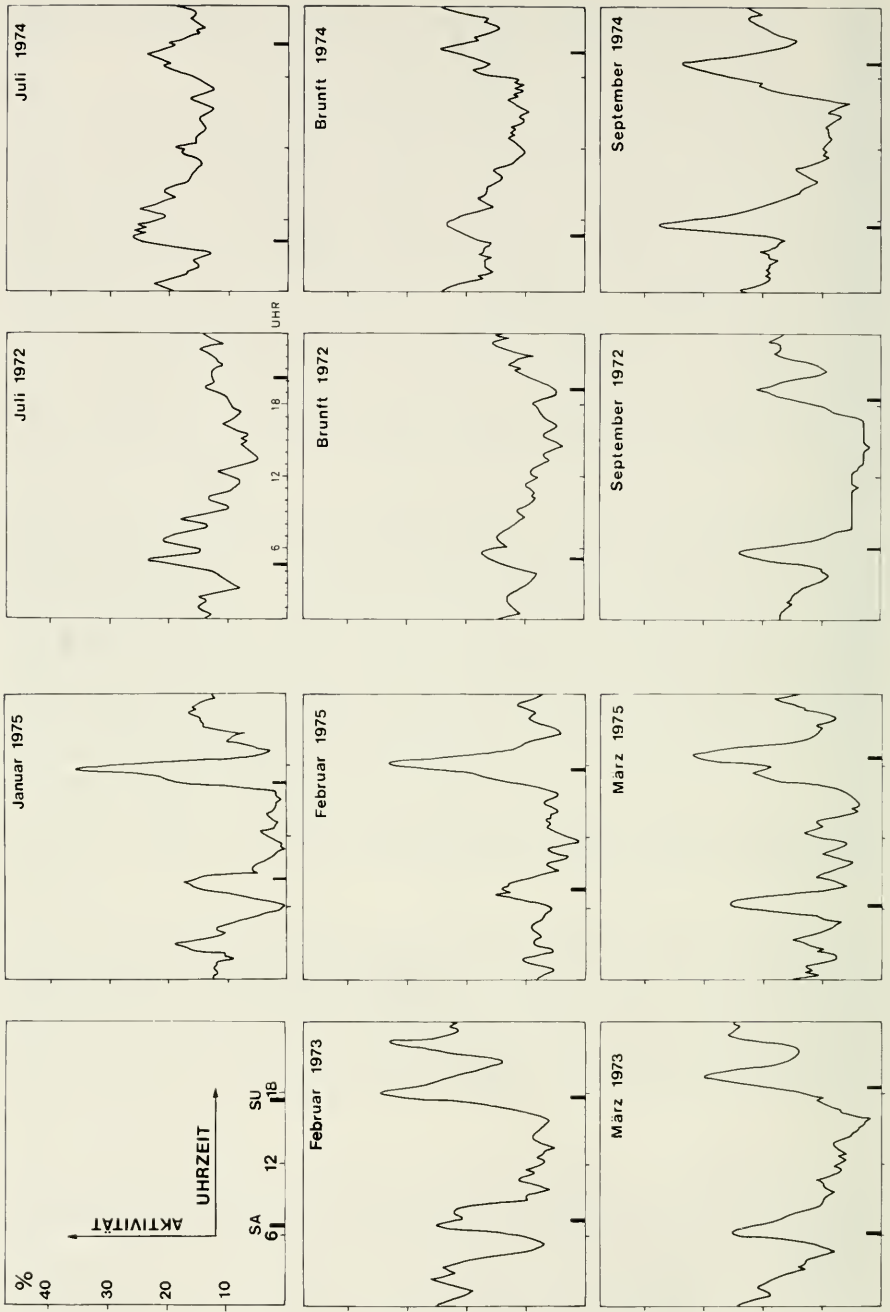 %
40
30
20
10
AKTIVITÄT
UHRZEIT
SA
SU
6
12
18
Januar 1975
Juli 1972
6
12
18
UHR
Juli 1974
Februar 1973
Februar 1975
Brunft 1972
Brunft 1974
März 1973
März 1975
September 1972
September 1974